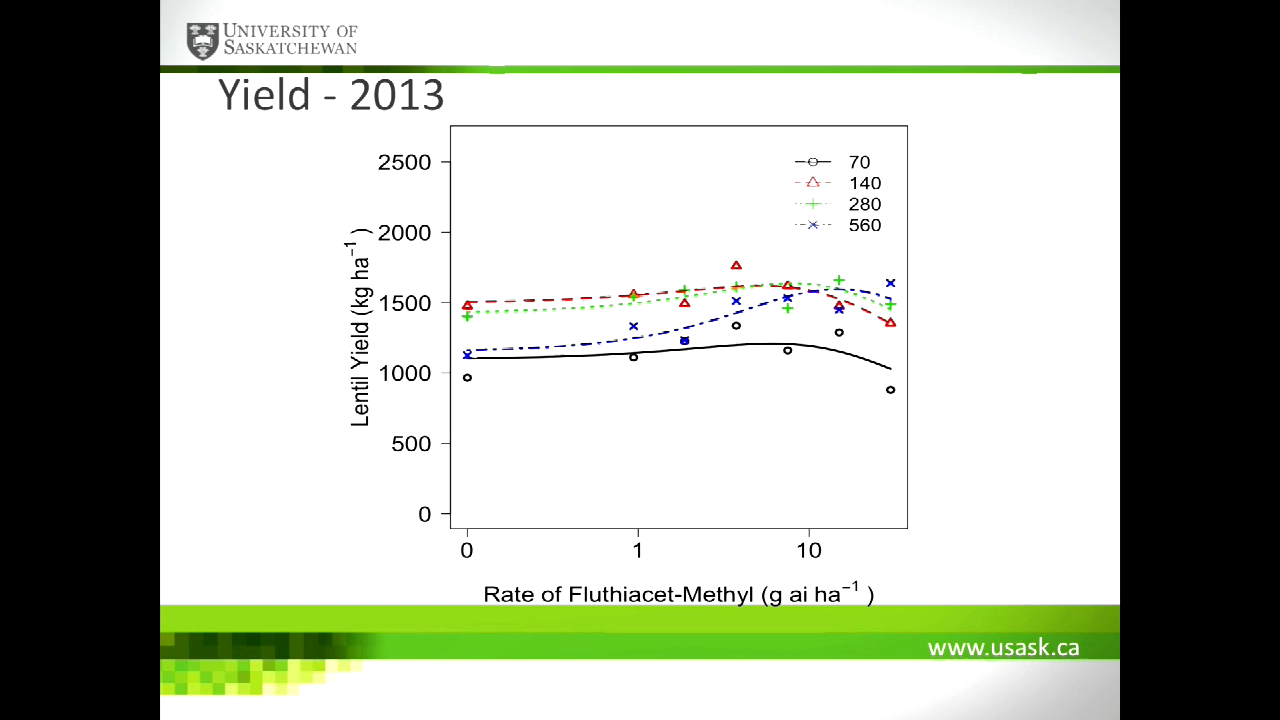 UNIVERSITY OF
SASKATCHEWAN
Yield - 2013
2500
2000
1500
1000
500
0
Lentil Yield (kg ha⁻¹ )
70
140
280
560
0 1 10
Rate of Fluthiacet-Methyl (g ai ha⁻¹ )
www.usask.ca